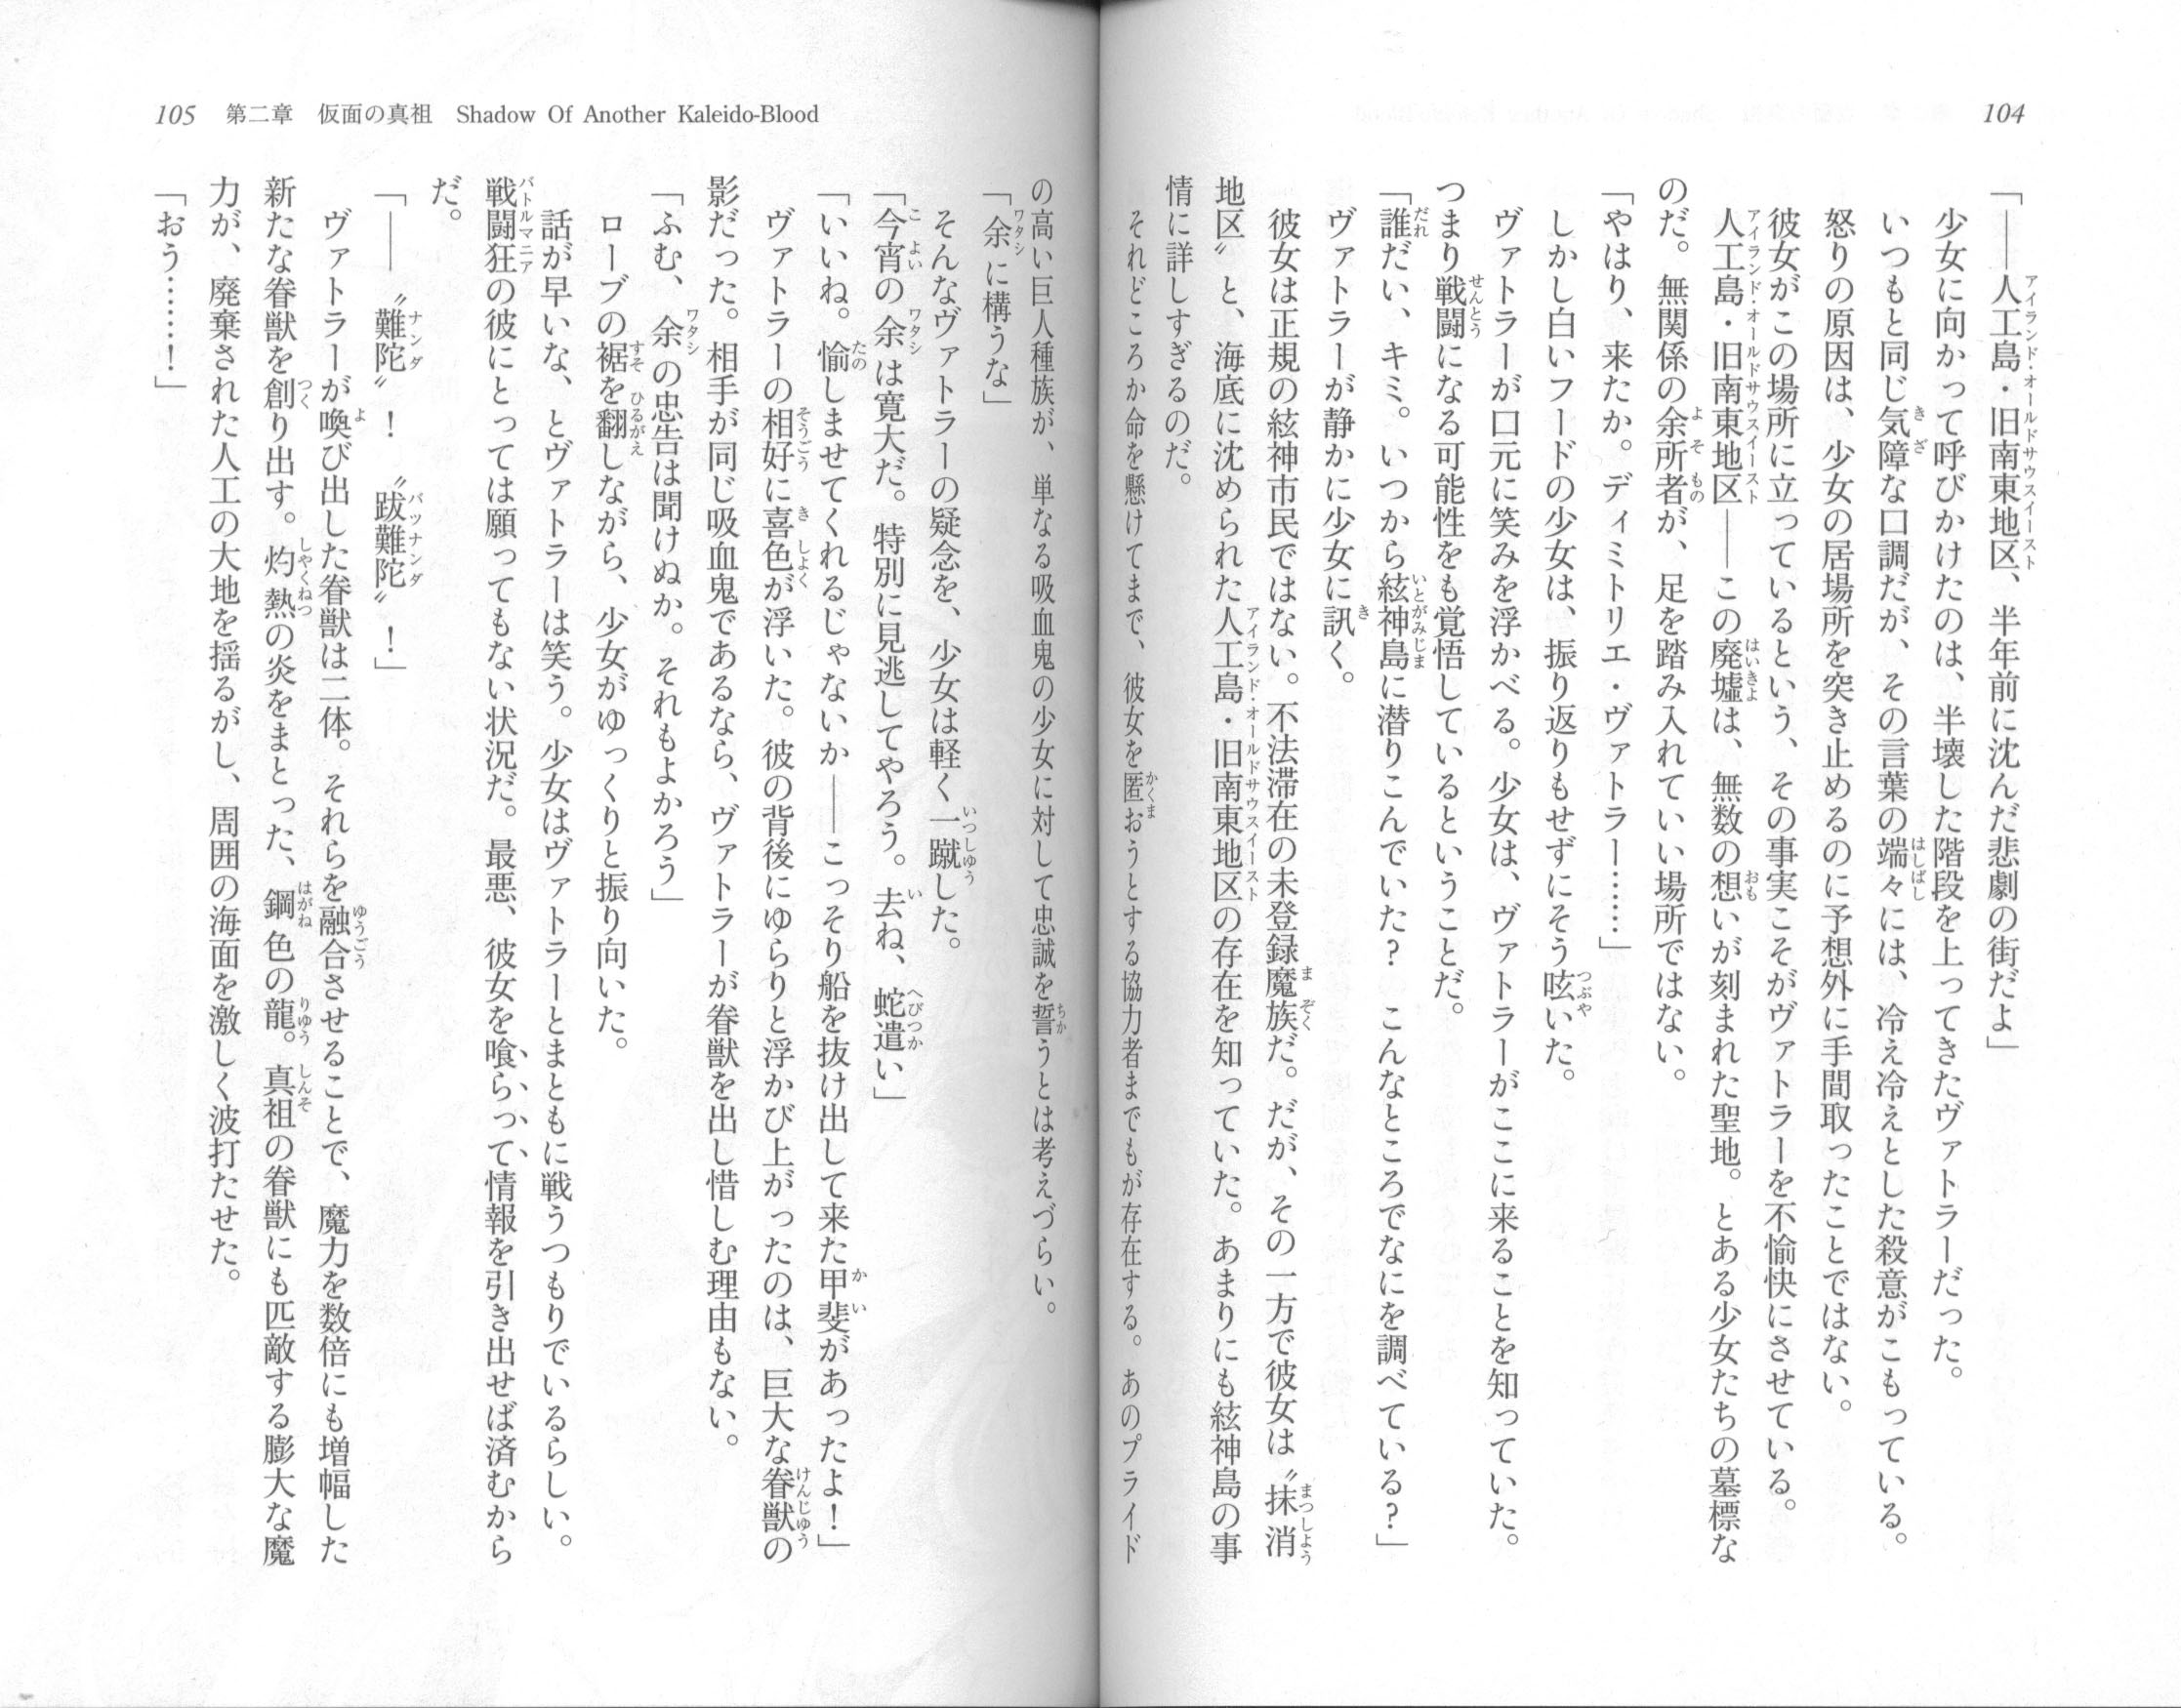 104
「――人工島・旧南東地区、半年前に沈んだ悲劇の街だよ」
少女に向かって呼びかけたのは、半壊した階段を上ってきたヴァトラーだった。
いつもと同じ気障な口調だが、その言葉の端々には、冷え冷えとした殺意がこもっている。
怒りの原因は、少女の居場所を突き止めるのに予想外に手間取ったことではない。
彼女がこの場所に立っているという、その事実こそがヴァトラーを不愉快にさせている。
人工島・旧南東地区――この廃墟は、無数の想いが刻まれた聖地。とある少女たちの墓標な
のだ。無関係の余所者が、足を踏み入れていい場所ではない。
「やはり、来たか。ディミトリエ・ヴァトラー……」
しかし白いフードの少女は、振り返りもせずにそう呟いた。
ヴァトラーが口元に笑みを浮かべる。少女は、ヴァトラーがここに来ることを知っていた。
つまり戦闘になる可能性をも覚悟しているということだ。
「誰だい、キミ。いつから絃神島に潜りこんでいた？　こんなところでなにを調べている？」
ヴァトラーが静かに少女に訊く。
彼女は正規の絃神市民ではない。不法滞在の未登録魔族だ。だが、その一方で彼女は〝抹消
地区〟と、海底に沈められた人工島・旧南東地区の存在を知っていた。あまりにも絃神島の事
情に詳しすぎるのだ。
それどころか命を懸けてまで、彼女を匿おうとする協力者までもが存在する。あのプライド
の高い巨人種族が、単なる吸血鬼の少女に対して忠誠を誓うとは考えづらい。
「余に構うな」
そんなヴァトラーの疑念を、少女は軽く一蹴した。
「今宵の余は寛大だ。特別に見逃してやろう。去ね、蛇遣い」
「いいね。愉しませてくれるじゃないか――こっそり船を抜け出して来た甲斐があったよ！」
ヴァトラーの相好に喜色が浮いた。彼の背後にゆらりと浮かび上がったのは、巨大な眷獣の
影だった。相手が同じ吸血鬼であるなら、ヴァトラーが眷獣を出し惜しむ理由もない。
「ふむ、余の忠告は聞けぬか。それもよかろう」
ローブの裾を翻しながら、少女がゆっくりと振り向いた。
話が早いな、とヴァトラーは笑う。少女はヴァトラーとまともに戦うつもりでいるらしい。
戦闘狂の彼にとっては願ってもない状況だ。最悪、彼女を喰らって、情報を引き出せば済むから
だ。
「――〝難陀〟！　〝跋難陀〟！」
ヴァトラーが喚び出した眷獣は二体。それらを融合させることで、魔力を数倍にも増幅した
新たな眷獣を創り出す。灼熱の炎をまとった、鋼色の龍。真祖の眷獣にも匹敵する膨大な魔
力が、廃棄された人工の大地を揺るがし、周囲の海面を激しく波打たせた。
「おう……！」
105　第二章　仮面の真祖　Shadow Of Another Kaleido-Blood